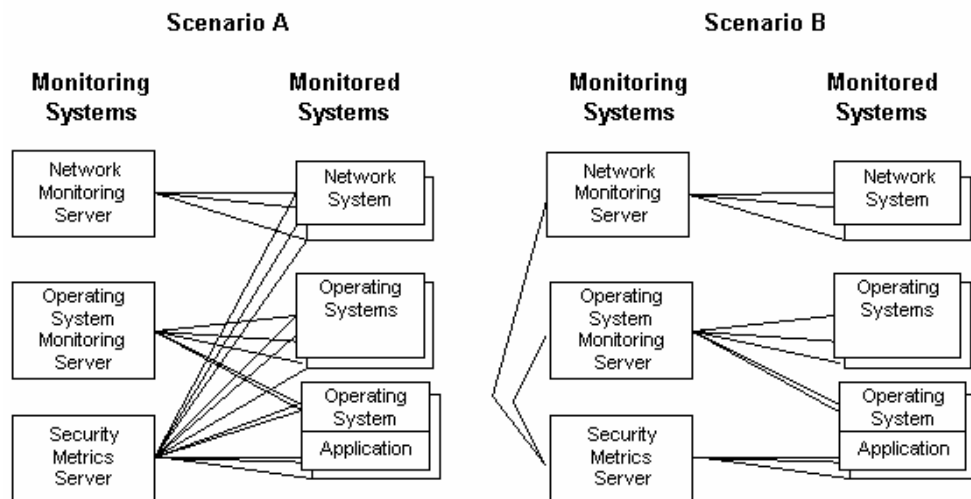 Scenario A
Monitoring
Systems
Monitored
Systems
Network
Monitoring
Server
Network
System
Operating
System
Monitoring
Server
Operating
Systems
Operating
System
Application
Security
Metrics
Server
Scenario B
Monitoring
Systems
Monitored
Systems
Network
Monitoring
Server
Network
System
Operating
System
Monitoring
Server
Operating
Systems
Operating
System
Application
Security
Metrics
Server